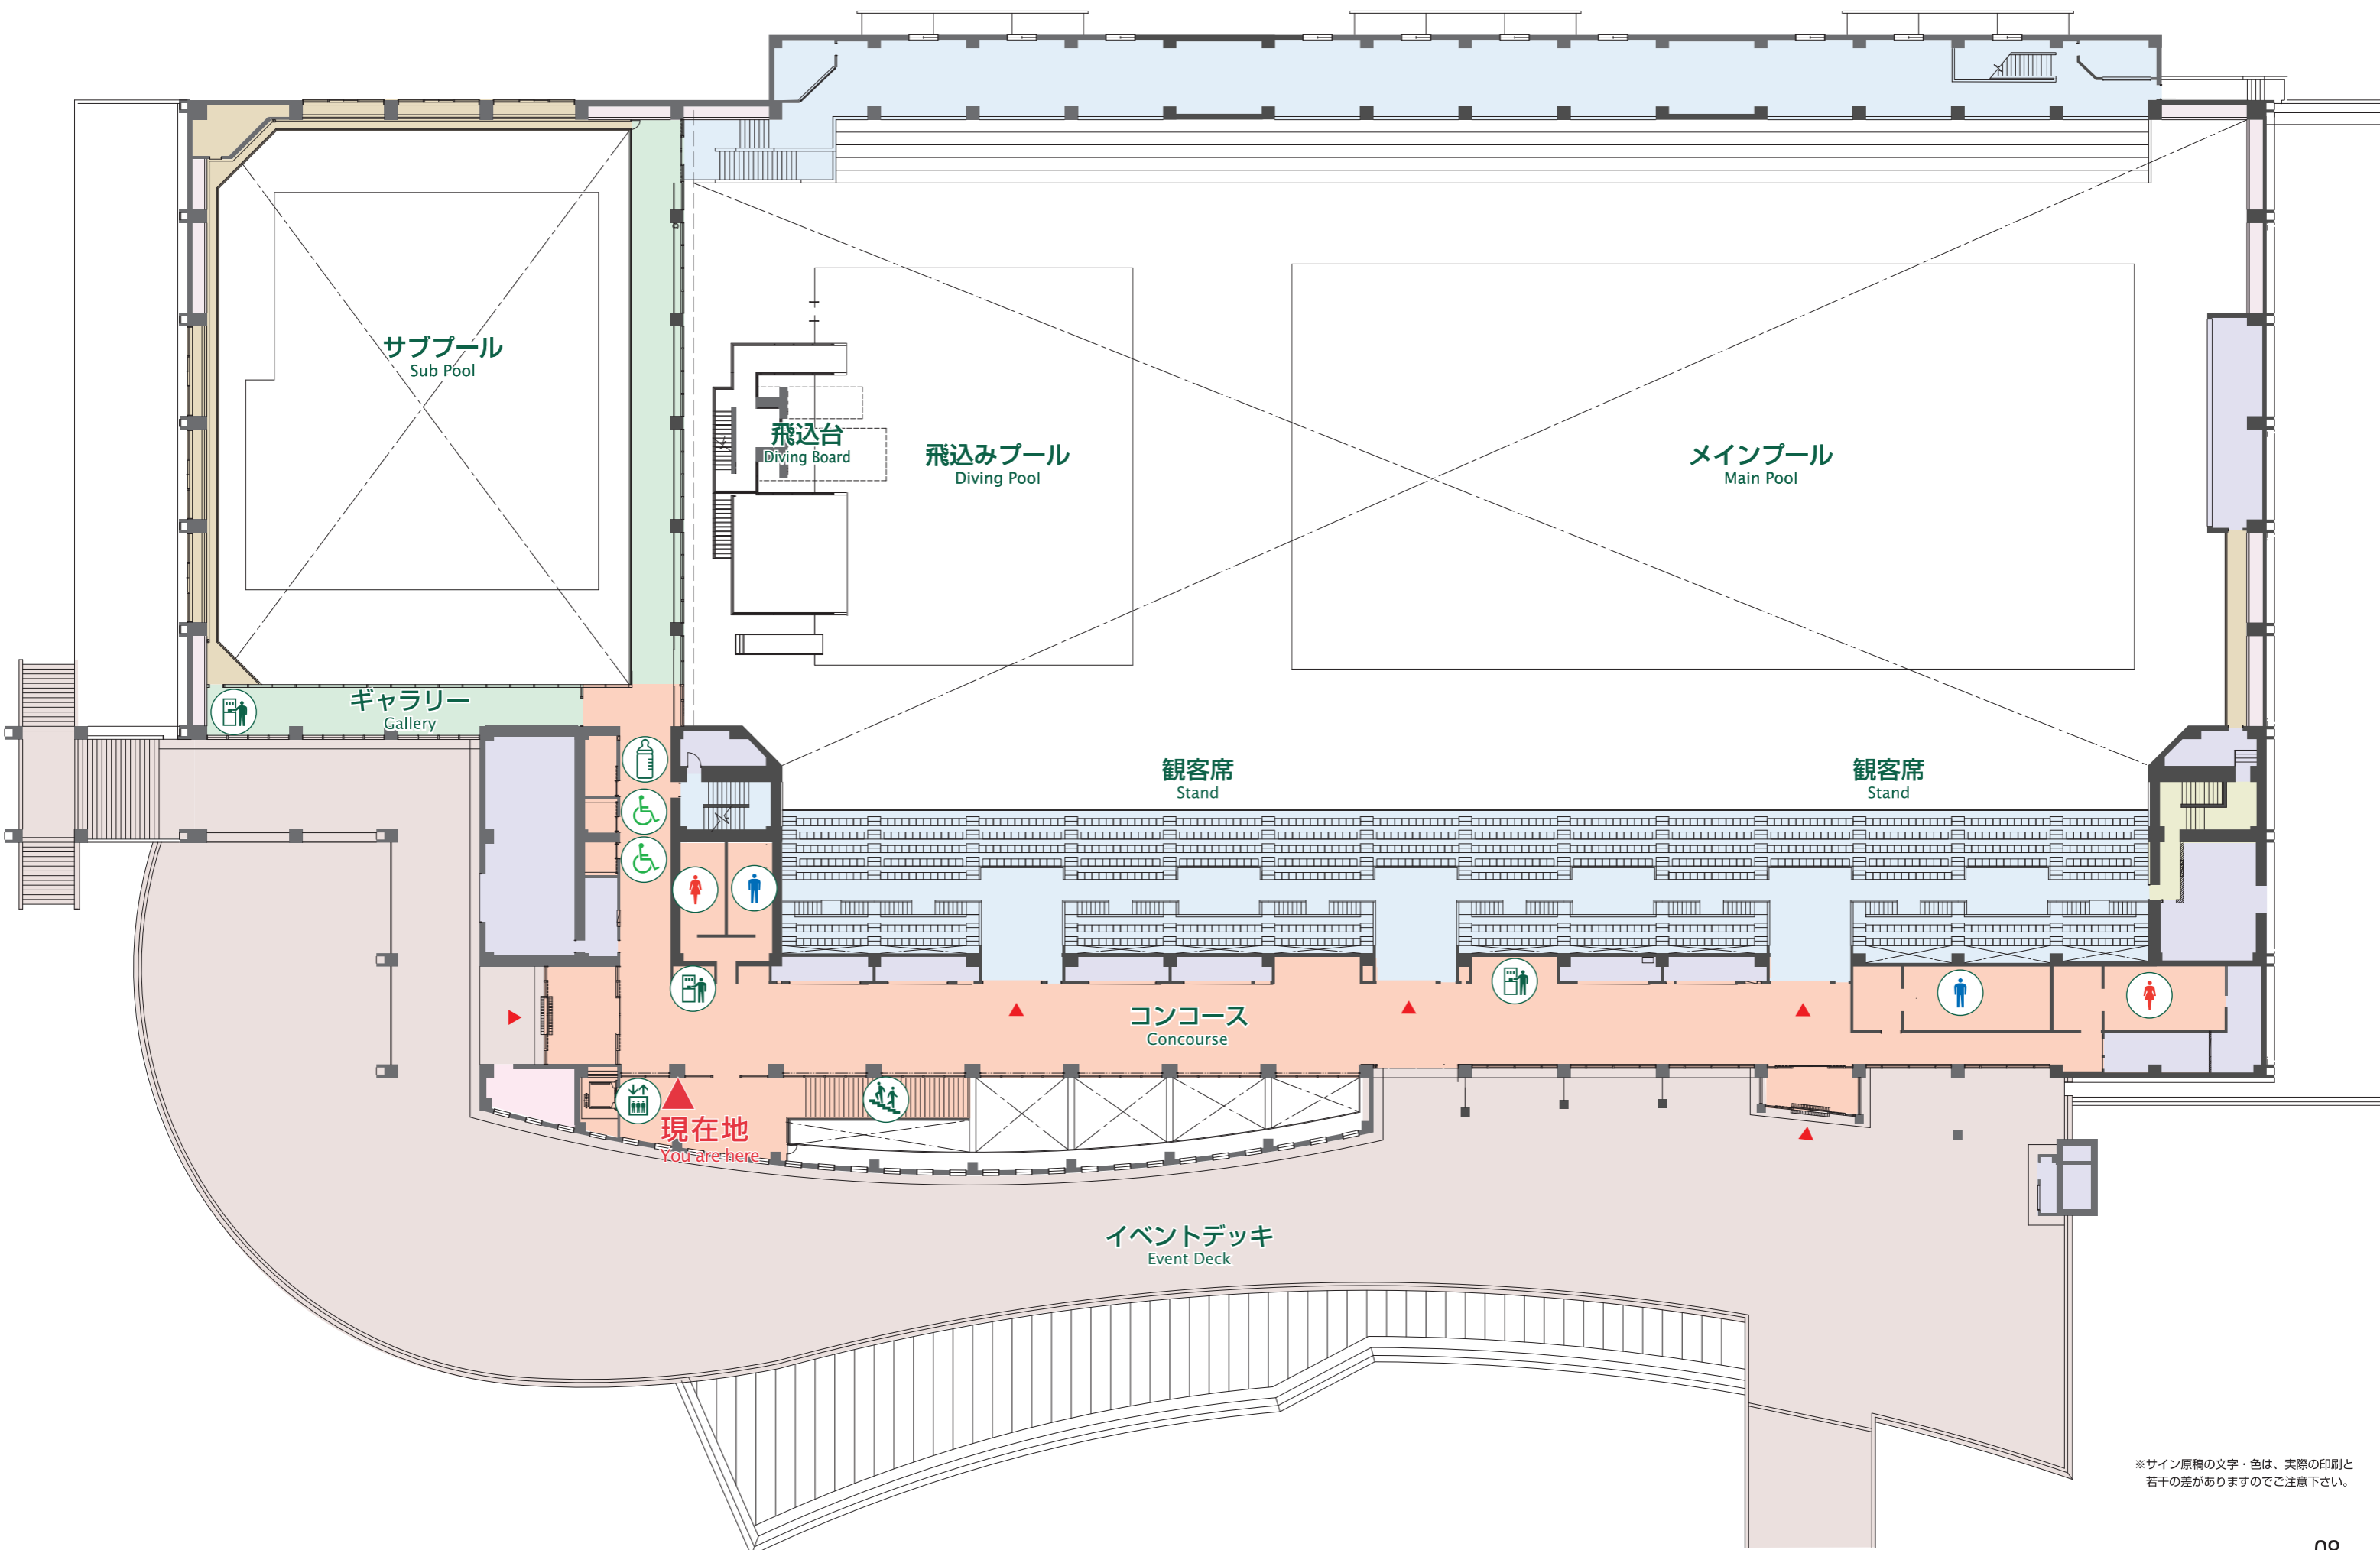 サブプール
Sub Pool
飛込台
Diving Board
飛込みプール
Diving Pool
メインプール
Main Pool
ギャラリー
Gallery
観客席
Stand
観客席
Stand
コンコース
Concourse
現在地
You are here
イベントデッキ
Event Deck
※サイン原稿の文字・色は、実際の印刷と
若干の差がありますのでご注意下さい。